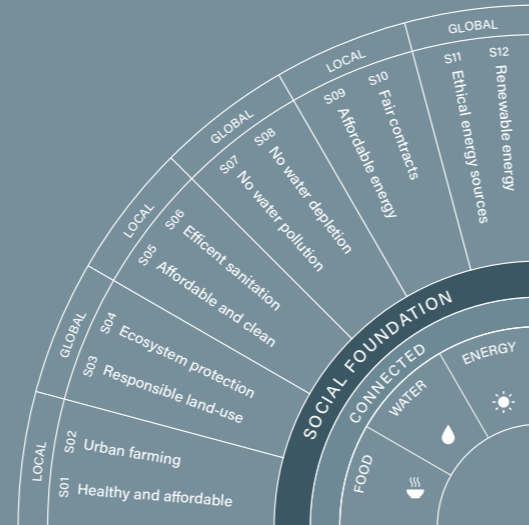 LOCAL
S01 Healthy and affordable
S02 Urban farming
GLOBAL
S03 Responsible land-use
S04 Ecosystem protection
LOCAL
S05 Affordable and clean
S06 Efficent sanitation
GLOBAL
S07 No water pollution
S08 No water depletion
LOCAL
S09 Affordable energy
S10 Fair contracts
GLOBAL
S11 Ethical energy sources
S12 Renewable energy
SOCIAL FOUNDATION
CONNECTED
FOOD
WATER
ENERGY